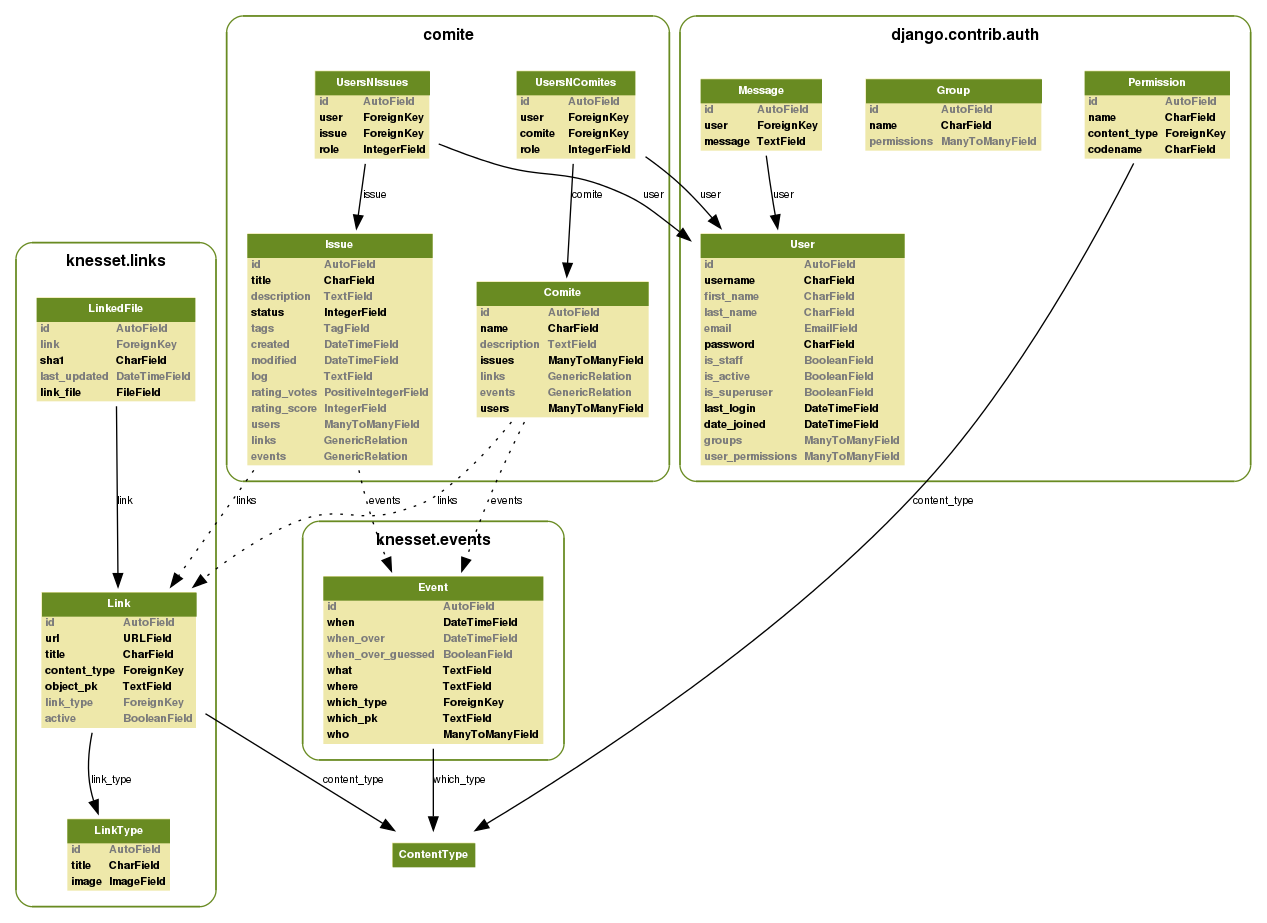 comite
UsersNIssues
id AutoField
user ForeignKey
issue ForeignKey
role IntegerField
UsersNComites
id AutoField
user ForeignKey
comite ForeignKey
role IntegerField
issue
comite
user
user
Issue
id AutoField
title CharField
description TextField
status IntegerField
tags TagField
created DateTimeField
modified DateTimeField
log TextField
rating_votes PositiveIntegerField
rating_score IntegerField
users ManyToManyField
links GenericRelation
events GenericRelation
Comite
id AutoField
name CharField
description TextField
issues ManyToManyField
links GenericRelation
events GenericRelation
users ManyToManyField
django.contrib.auth
Message
id AutoField
user ForeignKey
message TextField
Group
id AutoField
name CharField
permissions ManyToManyField
Permission
id AutoField
name CharField
content_type ForeignKey
codename CharField
user
User
id AutoField
username CharField
first_name CharField
last_name CharField
email EmailField
password CharField
is_staff BooleanField
is_active BooleanField
is_superuser BooleanField
last_login DateTimeField
date_joined DateTimeField
groups ManyToManyField
user_permissions ManyToManyField
knesset.links
LinkedFile
id AutoField
link ForeignKey
sha1 CharField
last_updated DateTimeField
link_file FileField
link
links
events
links
events
content_type
Link
id AutoField
url URLField
title CharField
content_type ForeignKey
object_pk TextField
link_type ForeignKey
active BooleanField
link_type
LinkType
id AutoField
title CharField
image ImageField
knesset.events
Event
id AutoField
when DateTimeField
when_over DateTimeField
when_over_guessed BooleanField
what TextField
where TextField
which_type ForeignKey
which_pk TextField
who ManyToManyField
content_type
which_type
ContentType